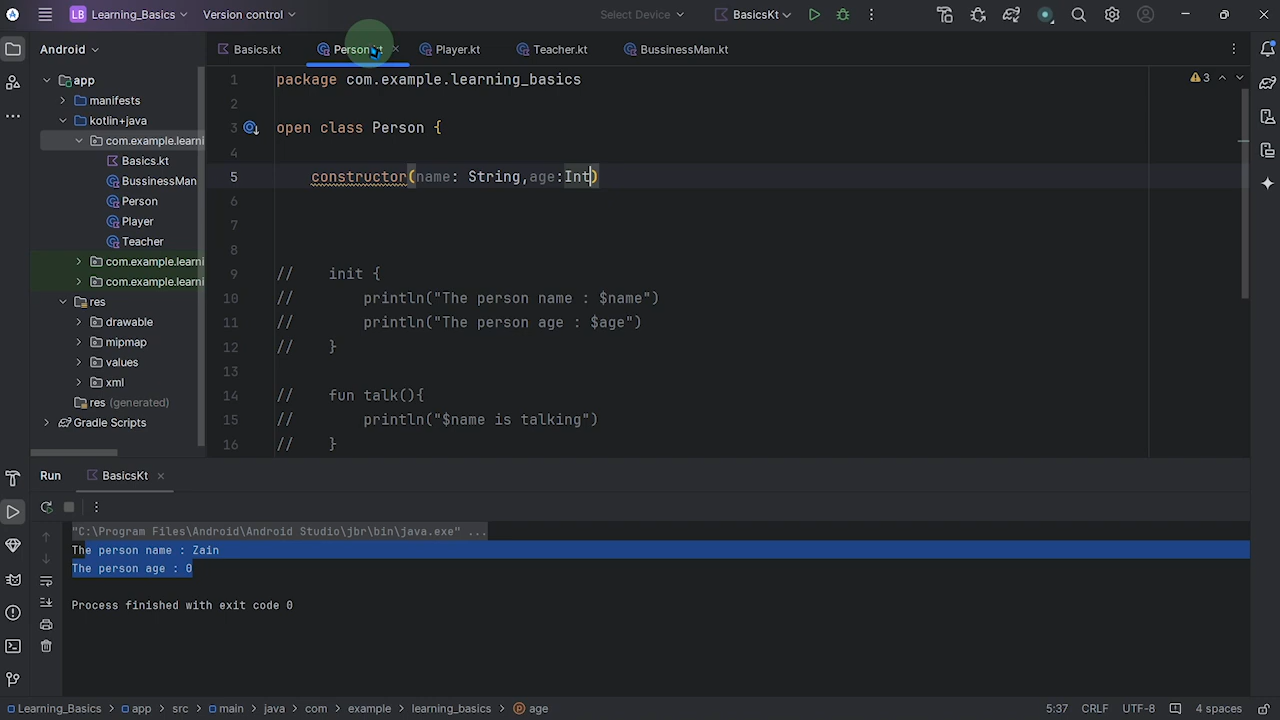 LB Learning_Basics Version control Select Device BasicsKt
Android Basics.kt Person.kt Player.kt Teacher.kt BussinessMan.kt
app
manifests
kotlin+java
com.example.learni
Basics.kt
BussinessMan
Person
Player
Teacher
com.example.learni
com.example.learni
res
drawable
mipmap
values
xml
res (generated)
Gradle Scripts
3
1 package com.example.learning_basics
2
3 open class Person {
4
5 constructor(name: String,age:Int)
6
7
8
9 // init {
10 // println("The person name : $name")
11 // println("The person age : $age")
12 // }
13
14 // fun talk(){
15 // println("$name is talking")
16 // }
Run BasicsKt
"C:\Program Files\Android\Android Studio\jbr\bin\java.exe" ...
The person name : Zain
The person age : 0
Process finished with exit code 0
Learning_Basics app src main java com example learning_basics age 5:37 CRLF UTF-8 4 spaces